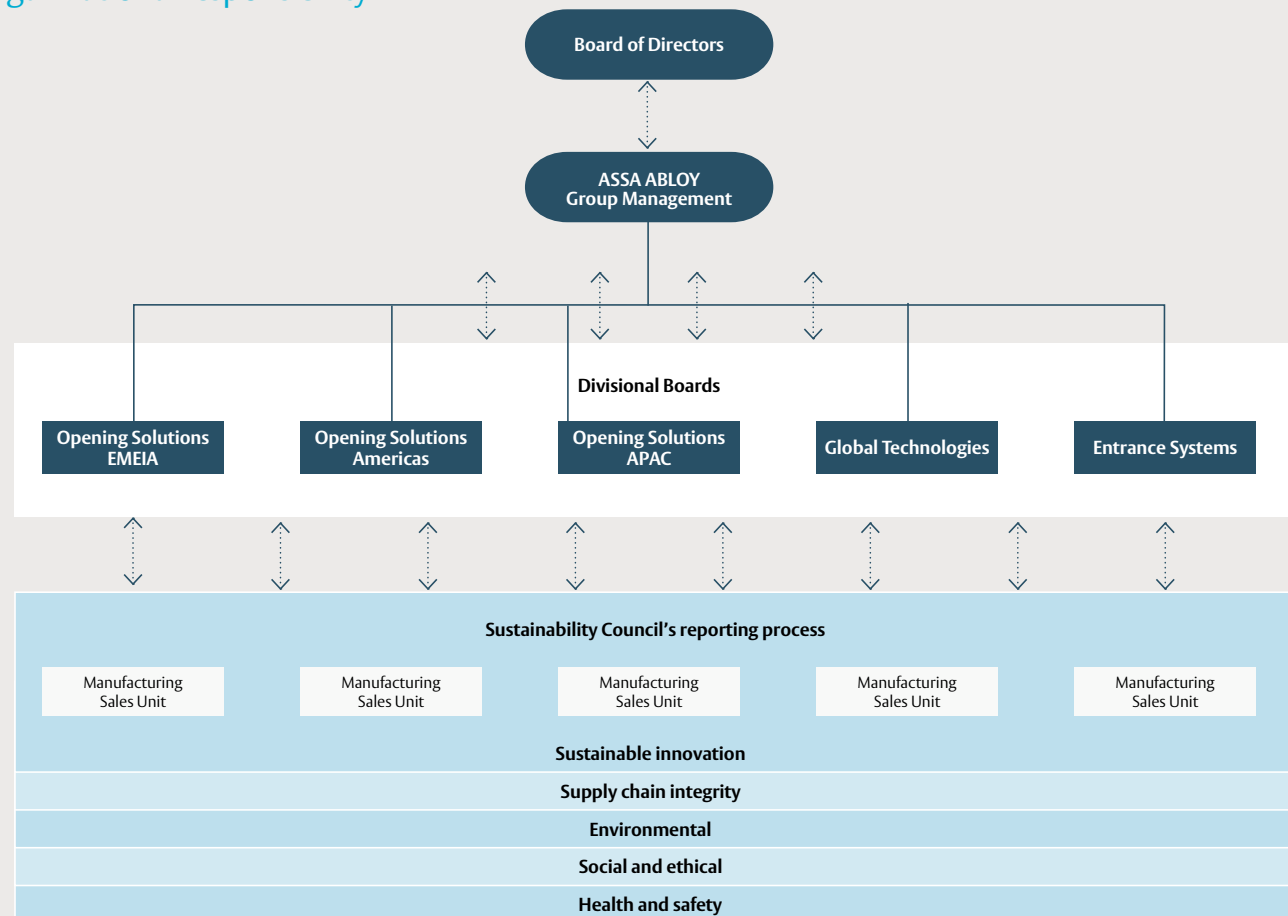 Board of Directors
ASSA ABLOY
Group Management
Divisional Boards
Opening Solutions
EMEIA
Opening Solutions
Americas
Opening Solutions
APAC
Global Technologies
Entrance Systems
Sustainability Council’s reporting process
Manufacturing
Sales Unit
Manufacturing
Sales Unit
Manufacturing
Sales Unit
Manufacturing
Sales Unit
Manufacturing
Sales Unit
Sustainable innovation
Supply chain integrity
Environmental
Social and ethical
Health and safety